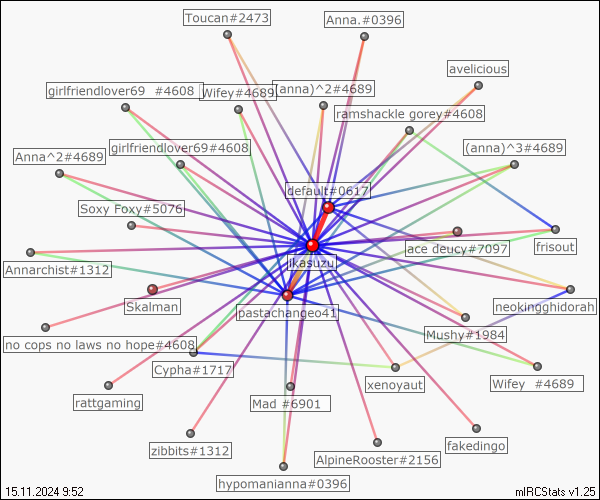 Toucan#2473
Anna.#0396
avelicious
girlfriendlover69 #4608
Wifey#4689
(anna)^2#4689
ramshackle gorey#4608
Anna^2#4689
girlfriendlover69#4608
(anna)^3#4689
default#0617
Soxy Foxy#5076
ace deucy#7097
frisout
Annarchist#1312
jkasuzu
Skalman
pastachangeo41
neokingghidorah
Mushy#1984
no cops no laws no hope#4608
Cypha#1717
xenoyaut
Wifey #4689
rattgaming
Mad #6901
zibbits#1312
AlpineRooster#2156
fakedingo
hypomanianna#0396
15.11.2024 9:52
mIRCStats v1.25